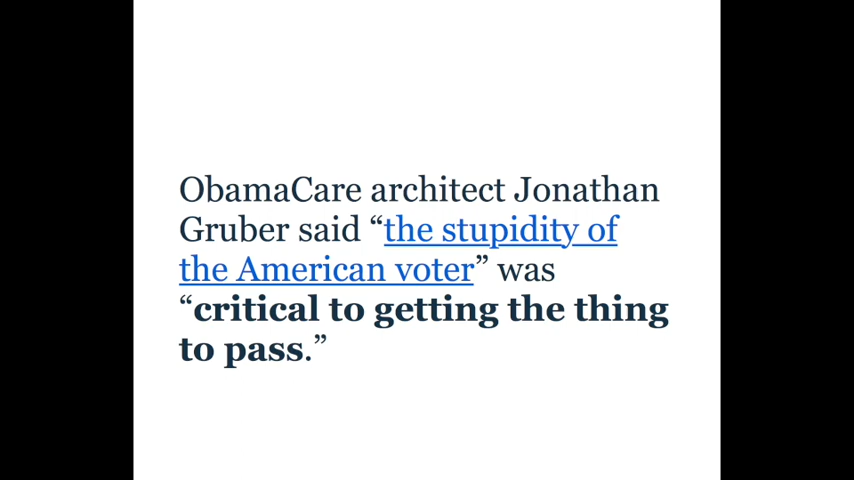 ObamaCare architect Jonathan
Gruber said “the stupidity of
the American voter” was
“critical to getting the thing
to pass.”